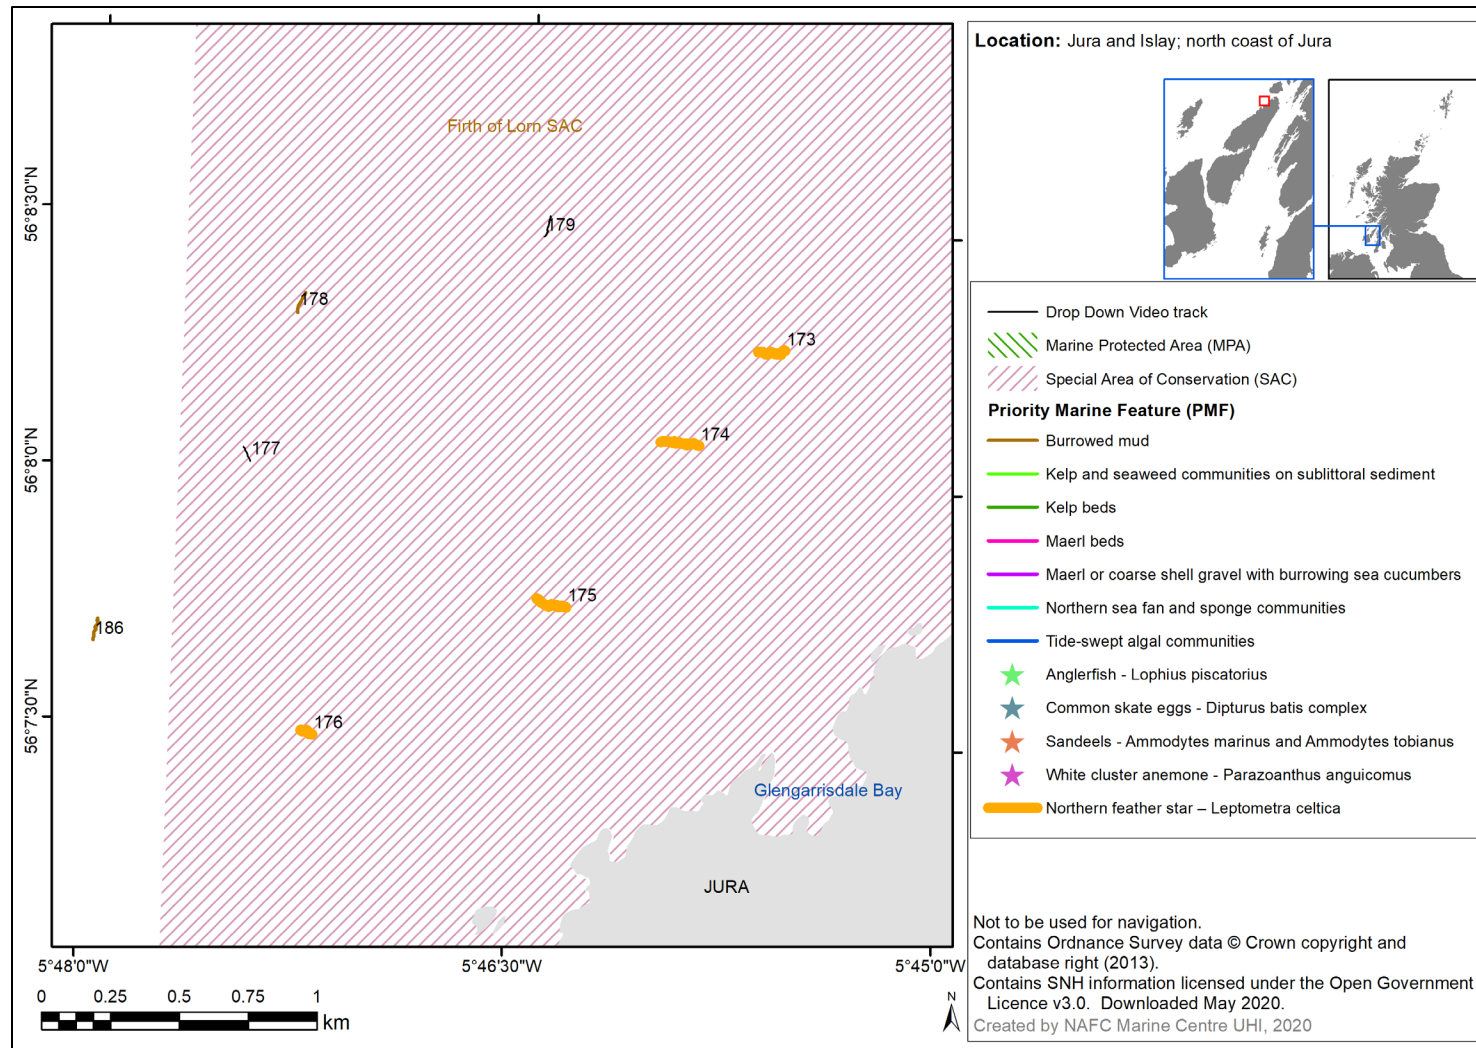 Firth of Lorn SAC
179
178
173
174
177
175
186
176
Glengarrisdale Bay
JURA
56°8'30"N
56°8'0"N
56°7'30"N
5°48'0"W
5°46'30"W
5°45'0"W
0 0.25 0.5 0.75 1
km
N
Location: Jura and Islay; north coast of Jura
Drop Down Video track
Marine Protected Area (MPA)
Special Area of Conservation (SAC)
Priority Marine Feature (PMF)
Burrowed mud
Kelp and seaweed communities on sublittoral sediment
Kelp beds
Maerl beds
Maerl or coarse shell gravel with burrowing sea cucumbers
Northern sea fan and sponge communities
Tide-swept algal communities
Anglerfish - Lophius piscatorius
Common skate eggs - Dipturus batis complex
Sandeels - Ammodytes marinus and Ammodytes tobianus
White cluster anemone - Parazoanthus anguicomus
Northern feather star – Leptometra celtica
Not to be used for navigation.
Contains Ordnance Survey data © Crown copyright and
database right (2013).
Contains SNH information licensed under the Open Government
Licence v3.0. Downloaded May 2020.
Created by NAFC Marine Centre UHI, 2020